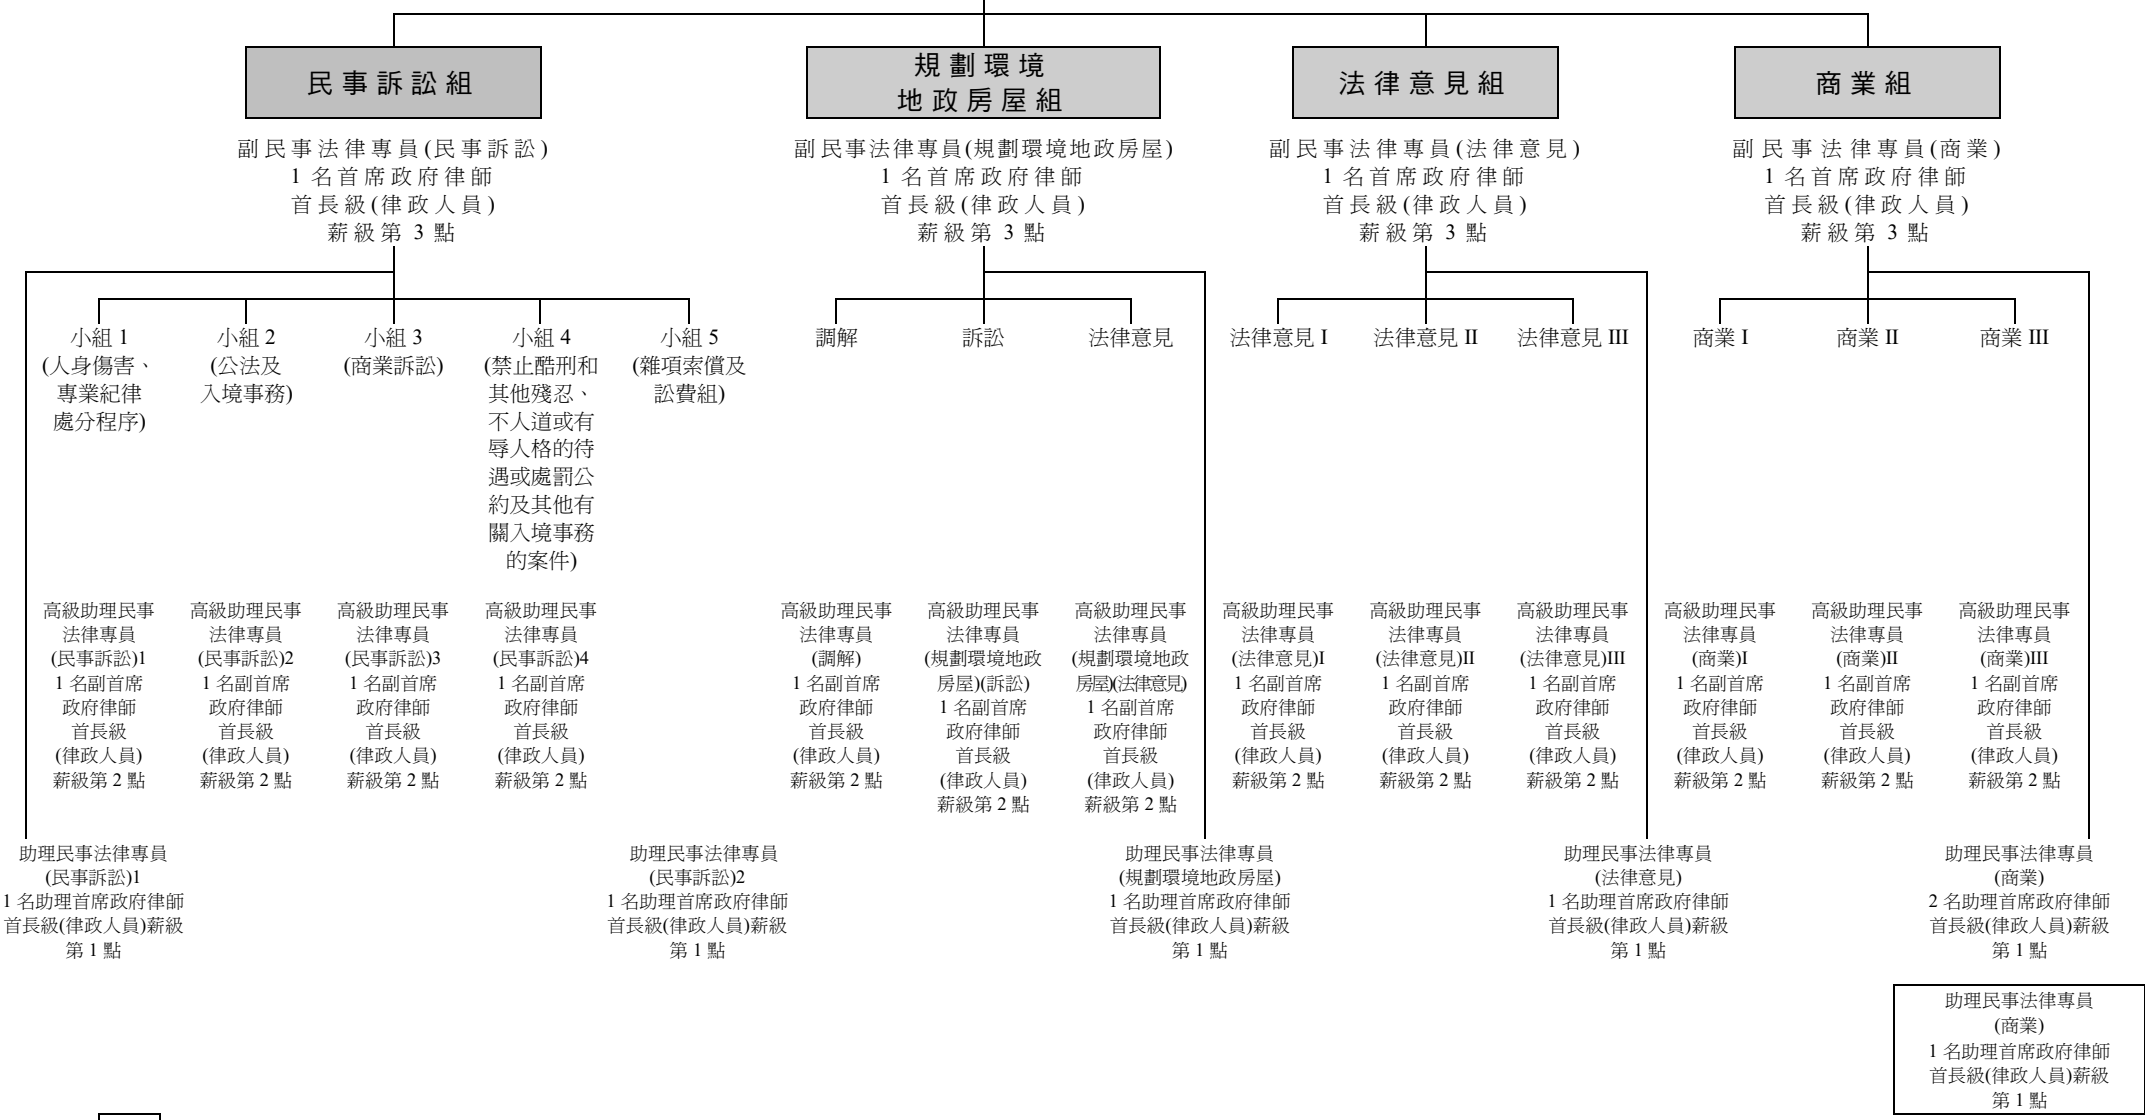 民事訴訟組
副民事法律專員(民事訴訟)
1 名首席政府律師
首長級(律政人員)
薪級第 3 點
規劃環境
地政房屋組
副民事法律專員(規劃環境地政房屋)
1 名首席政府律師
首長級(律政人員)
薪級第 3 點
法律意見組
副民事法律專員(法律意見)
1 名首席政府律師
首長級(律政人員)
薪級第 3 點
商業組
副民事法律專員(商業)
1 名首席政府律師
首長級(律政人員)
薪級第 3 點
小組 1
(人身傷害、
專業紀律
處分程序)
小組 2
(公法及
入境事務)
小組 3
(商業訴訟)
小組 4
(禁止酷刑和
其他殘忍、
不人道或有
辱人格的待
遇或處罰公
約及其他有
關入境事務
的案件)
小組 5
(雜項索償及
訟費組)
調解
訴訟
法律意見
法律意見 I
法律意見 II
法律意見 III
商業 I
商業 II
商業 III
高級助理民事
法律專員
(民事訴訟)1
1 名副首席
政府律師
首長級
(律政人員)
薪級第 2 點
高級助理民事
法律專員
(民事訴訟)2
1 名副首席
政府律師
首長級
(律政人員)
薪級第 2 點
高級助理民事
法律專員
(民事訴訟)3
1 名副首席
政府律師
首長級
(律政人員)
薪級第 2 點
高級助理民事
法律專員
(民事訴訟)4
1 名副首席
政府律師
首長級
(律政人員)
薪級第 2 點
高級助理民事
法律專員
(調解)
1 名副首席
政府律師
首長級
(律政人員)
薪級第 2 點
高級助理民事
法律專員
(規劃環境地政
房屋)(訴訟)
1 名副首席
政府律師
首長級
(律政人員)
薪級第 2 點
高級助理民事
法律專員
(規劃環境地政
房屋)(法律意見)
1 名副首席
政府律師
首長級
(律政人員)
薪級第 2 點
高級助理民事
法律專員
(法律意見)I
1 名副首席
政府律師
首長級
(律政人員)
薪級第 2 點
高級助理民事
法律專員
(法律意見)II
1 名副首席
政府律師
首長級
(律政人員)
薪級第 2 點
高級助理民事
法律專員
(法律意見)III
1 名副首席
政府律師
首長級
(律政人員)
薪級第 2 點
高級助理民事
法律專員
(商業)I
1 名副首席
政府律師
首長級
(律政人員)
薪級第 2 點
高級助理民事
法律專員
(商業)II
1 名副首席
政府律師
首長級
(律政人員)
薪級第 2 點
高級助理民事
法律專員
(商業)III
1 名副首席
政府律師
首長級
(律政人員)
薪級第 2 點
助理民事法律專員
(民事訴訟)1
1 名助理首席政府律師
首長級(律政人員)薪級
第 1 點
助理民事法律專員
(民事訴訟)2
1 名助理首席政府律師
首長級(律政人員)薪級
第 1 點
助理民事法律專員
(規劃環境地政房屋)
1 名助理首席政府律師
首長級(律政人員)薪級
第 1 點
助理民事法律專員
(法律意見)
1 名助理首席政府律師
首長級(律政人員)薪級
第 1 點
助理民事法律專員
(商業)
2 名助理首席政府律師
首長級(律政人員)薪級
第 1 點
助理民事法律專員
(商業)
1 名助理首席政府律師
首長級(律政人員)薪級
第 1 點